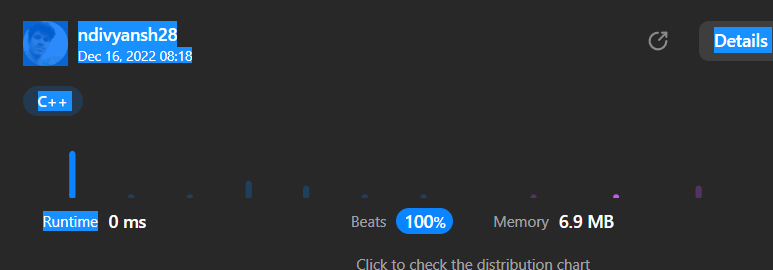 ndivyansh28
Dec 16, 2022 08:18
Details
C++
Runtime 0 ms Beats 100% Memory 6.9 MB
Click to check the distribution chart